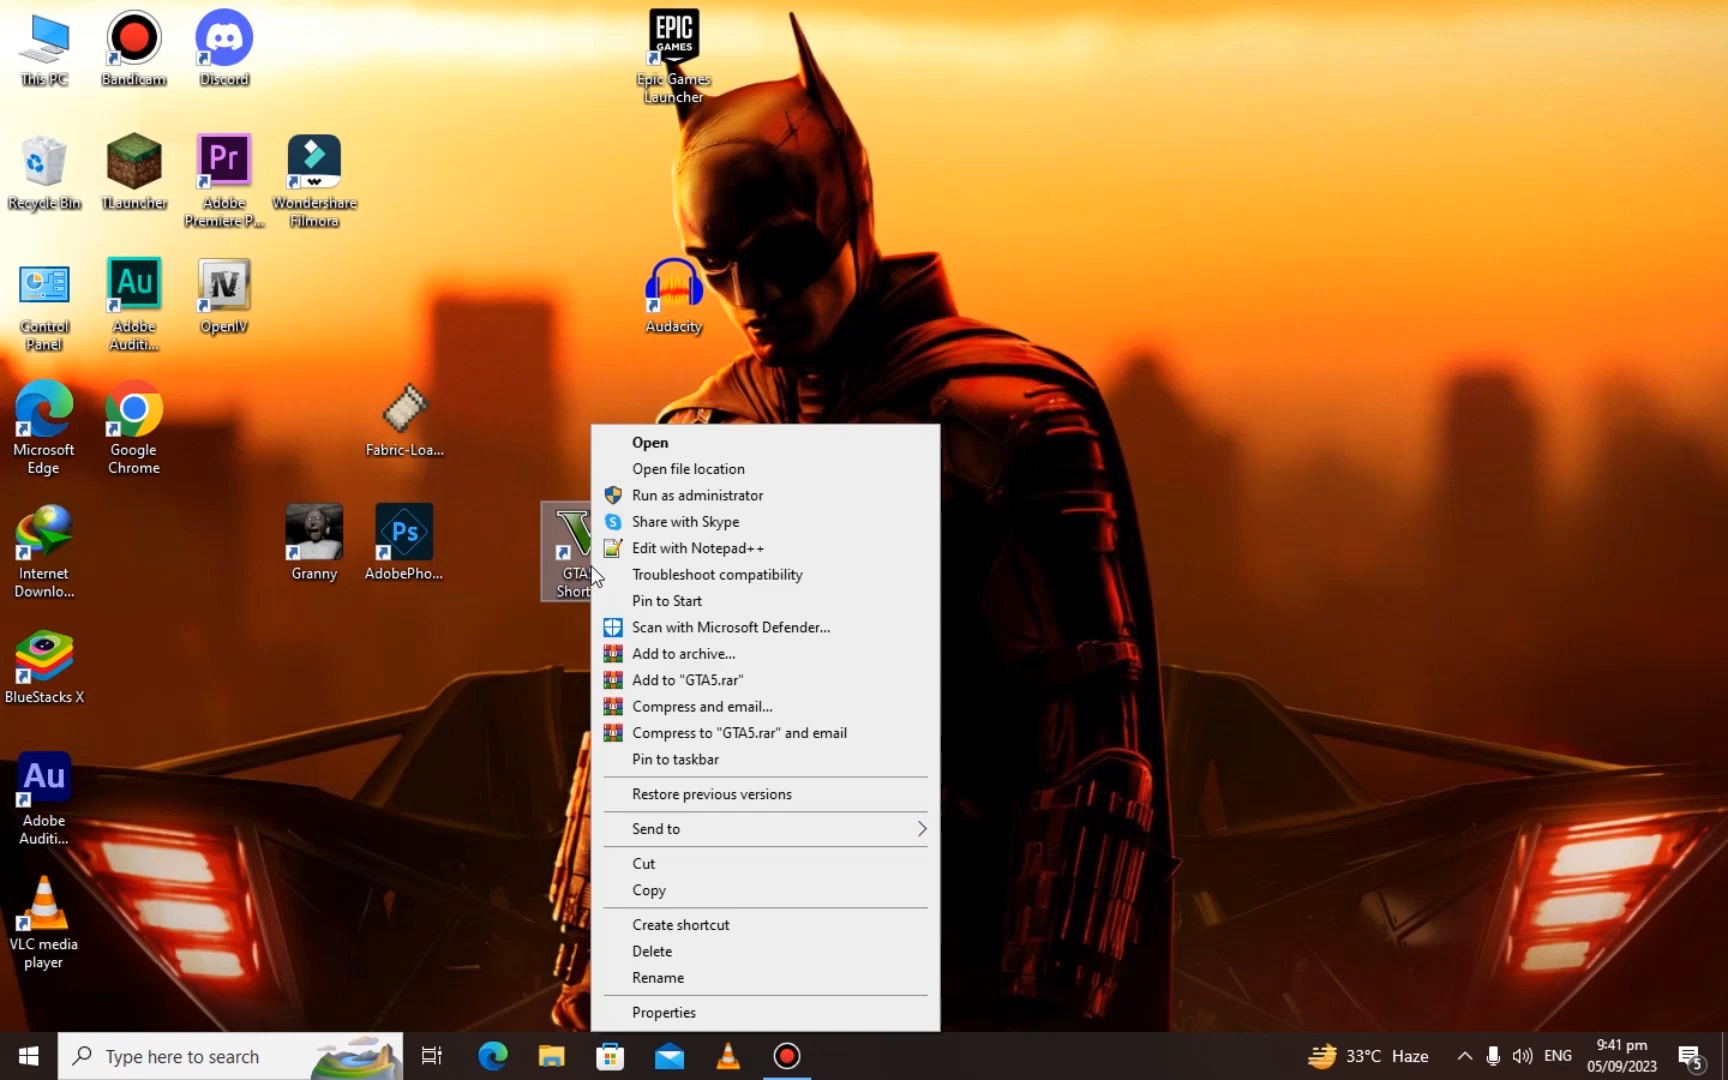 This PC
Bandicam
Discord
EPIC
GAMES
Epic Games
Launcher
Recycle Bin
TLauncher
Pr
Adobe
Premiere P...
Wondershare
Filmora
Control
Panel
Au
Adobe
Auditi...
IV
OpenIV
Audacity
Microsoft
Edge
Google
Chrome
Fabric-Loa...
Internet
Downlo...
Granny
Ps
AdobePho...
V
GTA
Short
BlueStacks X
Au
Adobe
Auditi...
VLC media
player
Open
Open file location
Run as administrator
Share with Skype
Edit with Notepad++
Troubleshoot compatibility
Pin to Start
Scan with Microsoft Defender...
Add to archive...
Add to "GTA5.rar"
Compress and email...
Compress to "GTA5.rar" and email
Pin to taskbar
Restore previous versions
Send to
Cut
Copy
Create shortcut
Delete
Rename
Properties
Type here to search
33°C Haze
ENG
9:41 pm
05/09/2023
5